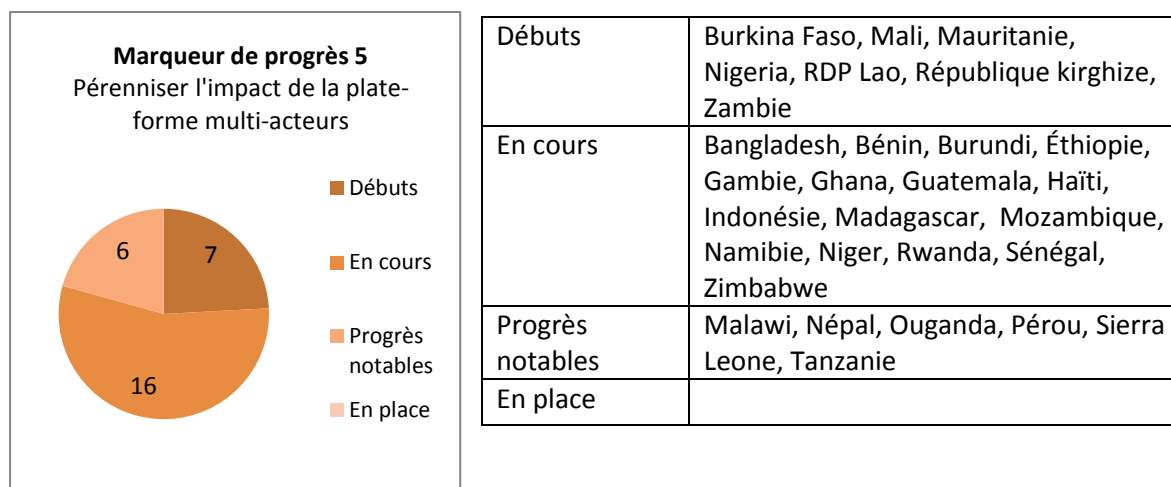 Marqueur de progrès 5
Pérenniser l'impact de la plate-
forme multi-acteurs
Débuts
En cours
Progrès
notables
En place
6
7
16
Débuts
Burkina Faso, Mali, Mauritanie,
Nigeria, RDP Lao, République kirghize,
Zambie
En cours
Bangladesh, Bénin, Burundi, Éthiopie,
Gambie, Ghana, Guatemala, Haïti,
Indonésie, Madagascar, Mozambique,
Namibie, Niger, Rwanda, Sénégal,
Zimbabwe
Progrès
notables
Malawi, Népal, Ouganda, Pérou, Sierra
Leone, Tanzanie
En place